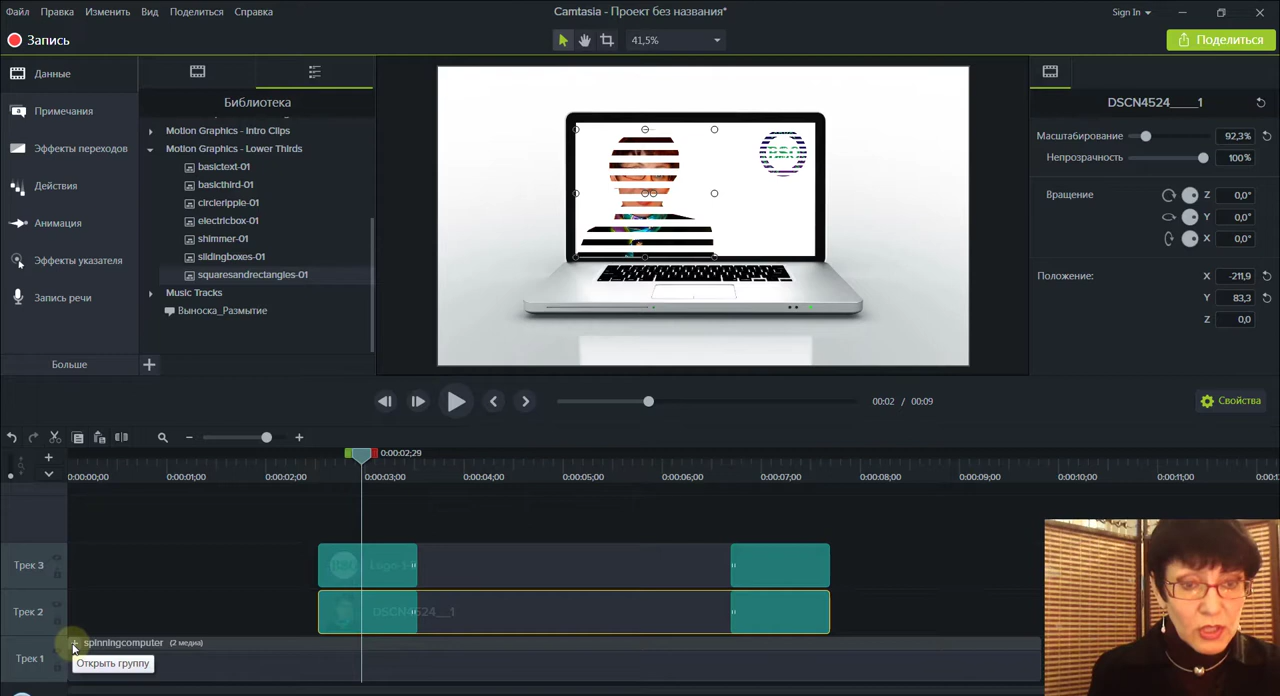 Файл Правка Изменить Вид Поделиться Справка Camtasia - Проект без названия* Sign In
Запись 41,5% Поделиться
Данные
Примечания
Эффекты переходов
Действия
Анимация
Эффекты указателя
Запись речи
Больше
Библиотека
Motion Graphics - Intro Clips
Motion Graphics - Lower Thirds
basictext-01
basicthird-01
circleripple-01
electricbox-01
shimmer-01
slidingboxes-01
squaresandrectangles-01
Music Tracks
Выноска_Размытие
DSCN4524____1
Масштабирование 92,3%
Непрозрачность 100%
Вращение Z 0,0°
Y 0,0°
X 0,0°
Положение: X -211,9
Y 83,3
Z 0,0
00:02 / 00:09 Свойства
0:00:02;29
0:00:00;00 0:00:01;00 0:00:02;00 0:00:03;00 0:00:04;00 0:00:05;00 0:00:06;00 0:00:07;00 0:00:08;00 0:00:09;00 0:00:10;00 0:00:11;00
Трек 3 Logo-1
Трек 2 DSCN4524__1
spinningcomputer (2 медиа)
Трек 1
Открыть группу